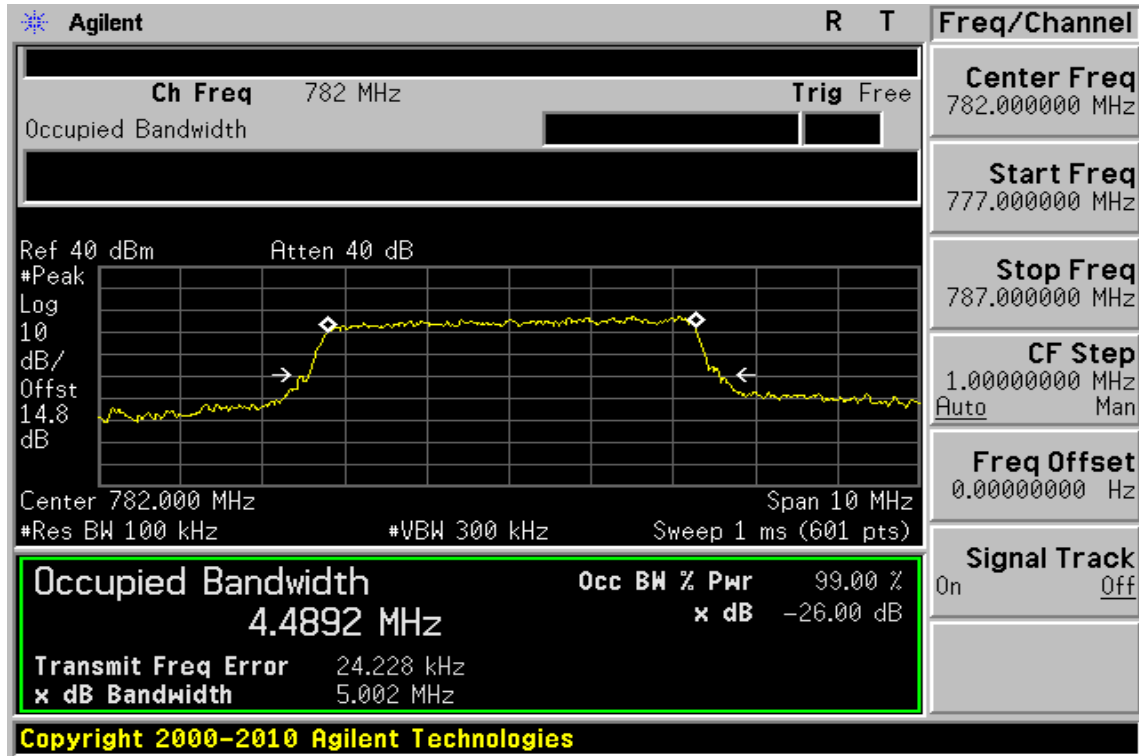 Agilent R T
Ch Freq 782 MHz Trig Free
Occupied Bandwidth
Ref 40 dBm Atten 40 dB
#Peak
Log
10
dB/
Offst
14.8
dB
Center 782.000 MHz Span 10 MHz
#Res BW 100 kHz #VBW 300 kHz Sweep 1 ms (601 pts)
Occupied Bandwidth
4.4892 MHz
Occ BW % Pwr 99.00 %
x dB -26.00 dB
Transmit Freq Error 24.228 kHz
x dB Bandwidth 5.002 MHz
Copyright 2000-2010 Agilent Technologies
Freq/Channel
Center Freq
782.000000 MHz
Start Freq
777.000000 MHz
Stop Freq
787.000000 MHz
CF Step
1.00000000 MHz
Auto Man
Freq Offset
0.00000000 Hz
Signal Track
On Off